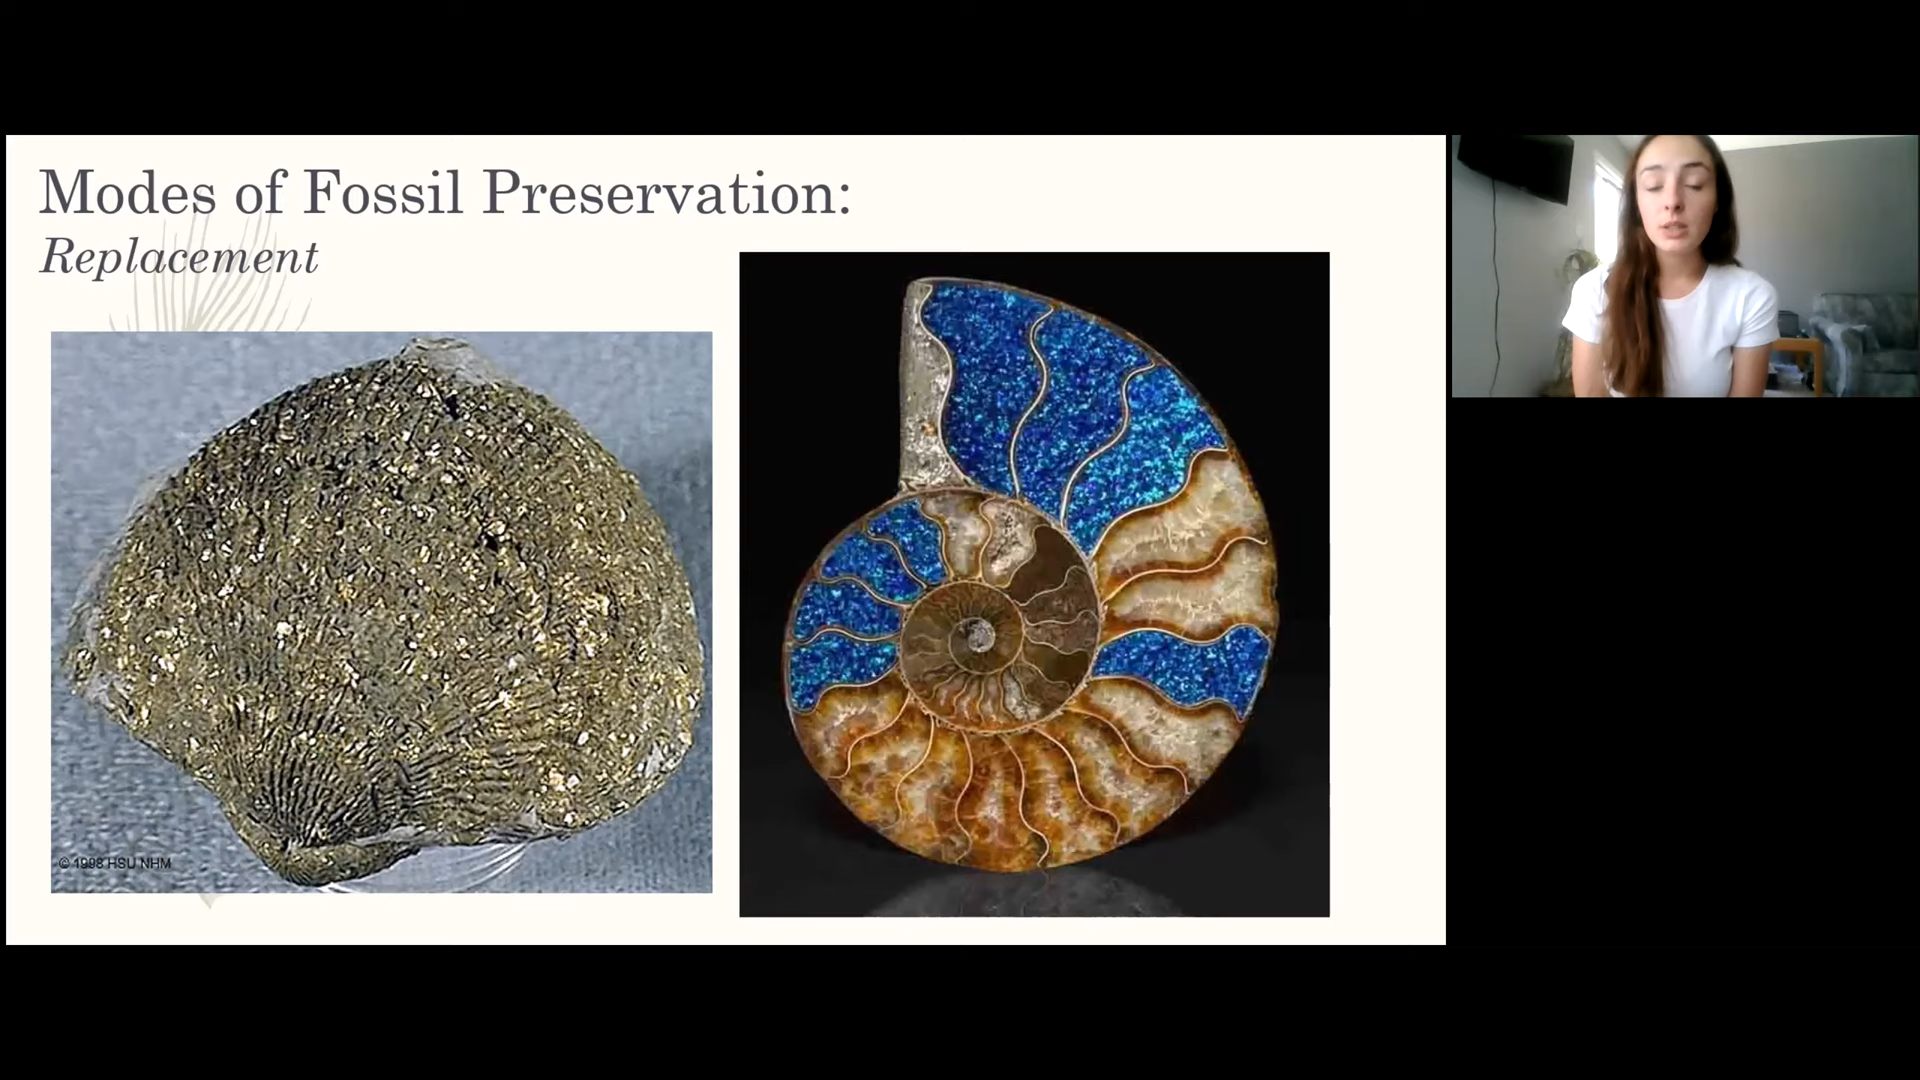 Modes of Fossil Preservation:
Replacement
© 1998 HSU NHM